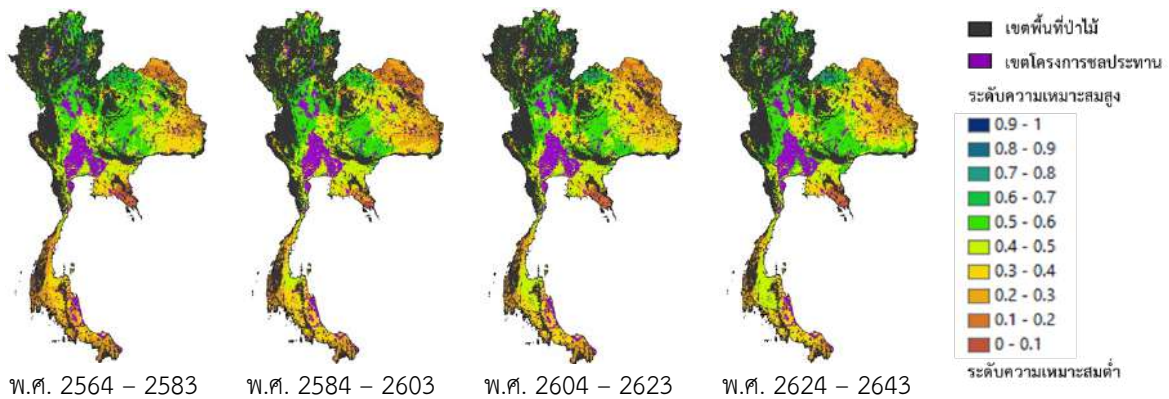 เขตพื้นที่ป่าไม้
เขตโครงการชลประทาน
ระดับความเหมาะสมสูง
0.9 - 1
0.8 - 0.9
0.7 - 0.8
0.6 - 0.7
0.5 - 0.6
0.4 - 0.5
0.3 - 0.4
0.2 - 0.3
0.1 - 0.2
0 - 0.1
ระดับความเหมาะสมต่ำ
พ.ศ. 2564 – 2583
พ.ศ. 2584 – 2603
พ.ศ. 2604 – 2623
พ.ศ. 2624 – 2643